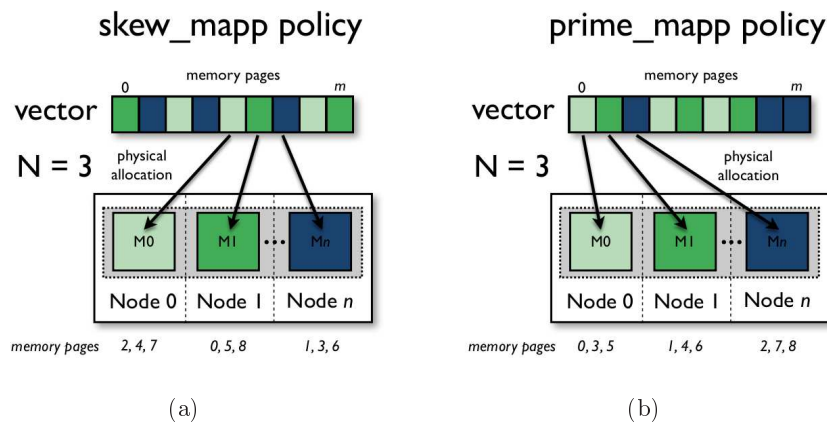 skew_mapp policy
memory pages
0 m
vector
N = 3
physical
allocation
M0 M1 ••• Mn
Node 0 Node 1 Node n
memory pages 2, 4, 7 0, 5, 8 1, 3, 6
(a)
prime_mapp policy
memory pages
0 m
vector
N = 3
physical
allocation
M0 M1 ••• Mn
Node 0 Node 1 Node n
memory pages 0, 3, 5 1, 4, 6 2, 7, 8
(b)